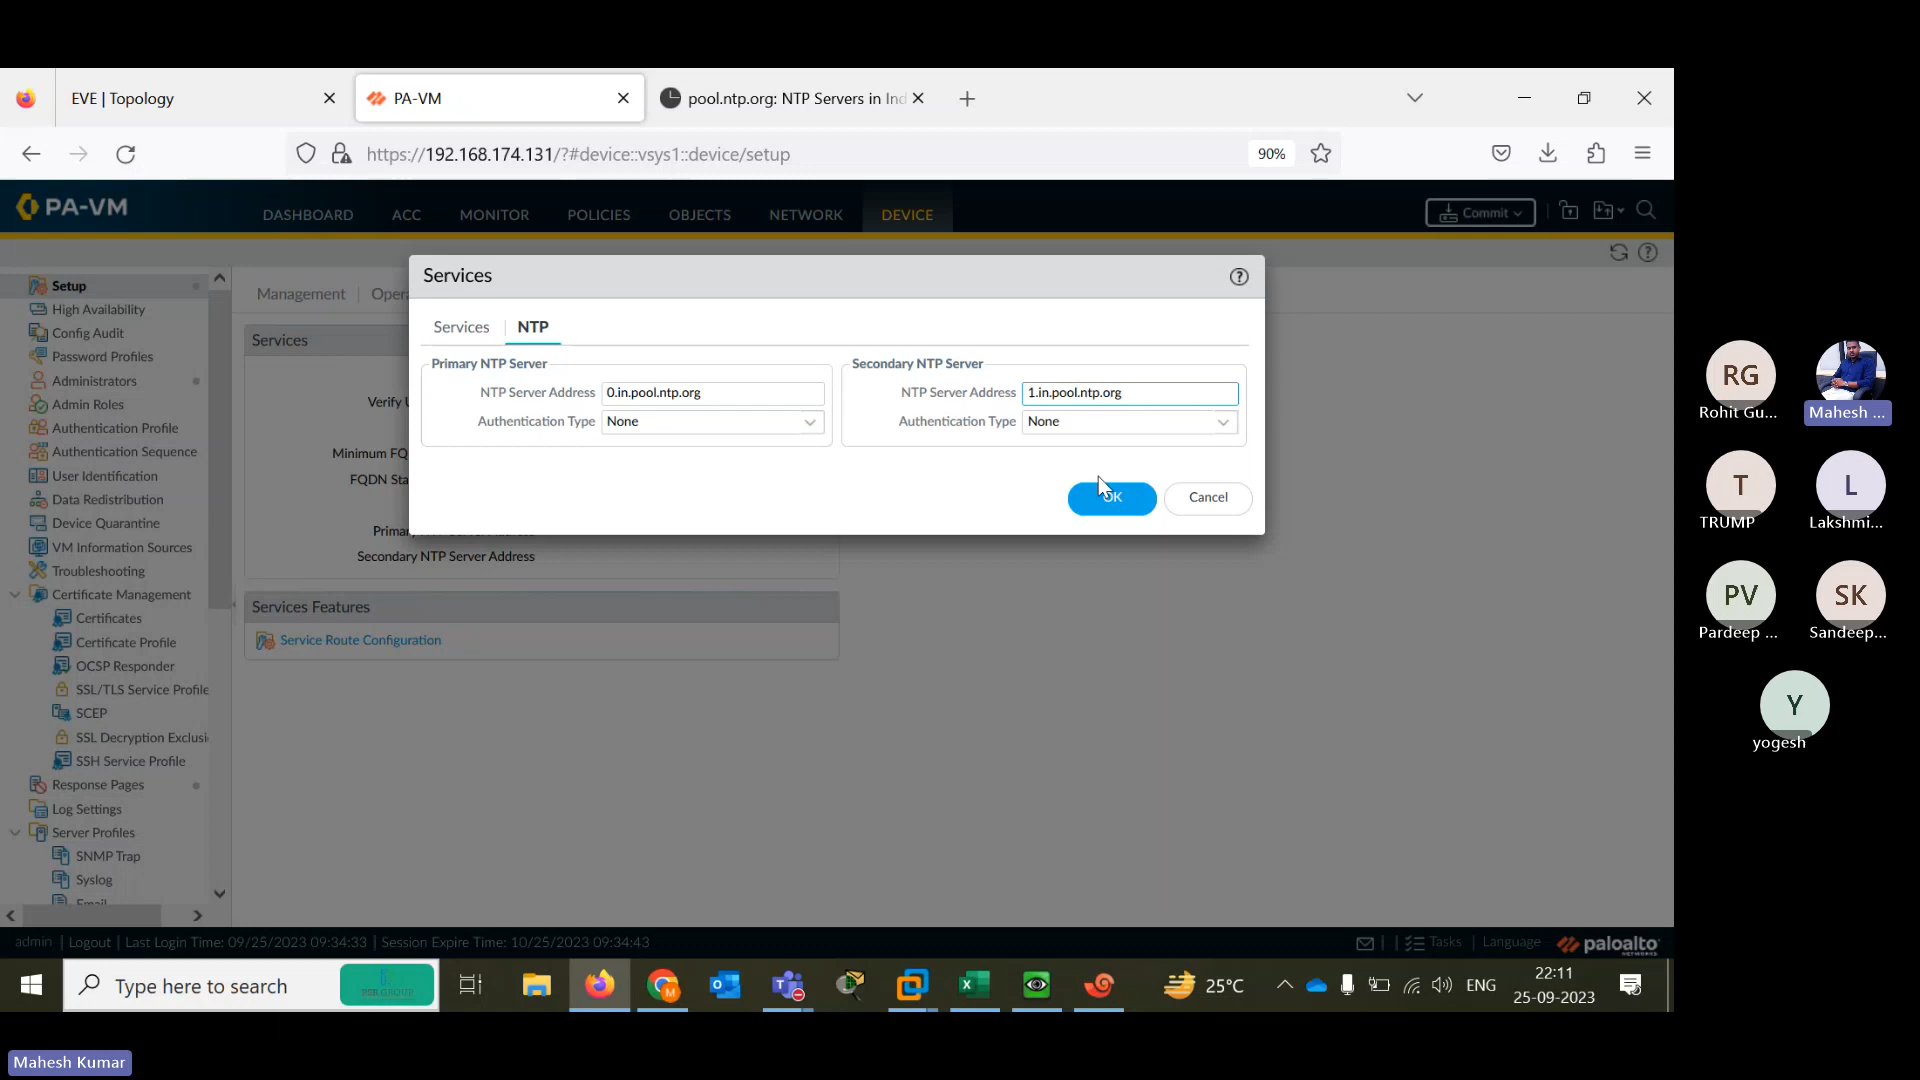 EVE | Topology
PA-VM
pool.ntp.org: NTP Servers in Ind
https://192.168.174.131/?#device::vsys1::device/setup
90%
PA-VM
DASHBOARD
ACC
MONITOR
POLICIES
OBJECTS
NETWORK
DEVICE
Commit
Setup
High Availability
Config Audit
Password Profiles
Administrators
Admin Roles
Authentication Profile
Authentication Sequence
User Identification
Data Redistribution
Device Quarantine
VM Information Sources
Troubleshooting
Certificate Management
Certificates
Certificate Profile
OCSP Responder
SSL/TLS Service Profile
SCEP
SSL Decryption Exclusi
SSH Service Profile
Response Pages
Log Settings
Server Profiles
SNMP Trap
Syslog
Email
Management
Opera
Services
Verify U
Minimum FQ
FQDN Sta
Primar
Secondary NTP Server Address
Services Features
Service Route Configuration
Services
Services
NTP
Primary NTP Server
NTP Server Address 0.in.pool.ntp.org
Authentication Type None
Secondary NTP Server
NTP Server Address 1.in.pool.ntp.org
Authentication Type None
OK
Cancel
admin | Logout | Last Login Time: 09/25/2023 09:34:33 | Session Expire Time: 10/25/2023 09:34:43
Tasks | Language
paloalto
NETWORKS
Type here to search
25°C
ENG
22:11
25-09-2023
RG
Rohit Gu...
Mahesh ...
T
TRUMP
L
Lakshmi...
PV
Pardeep ...
SK
Sandeep...
Y
yogesh
Mahesh Kumar